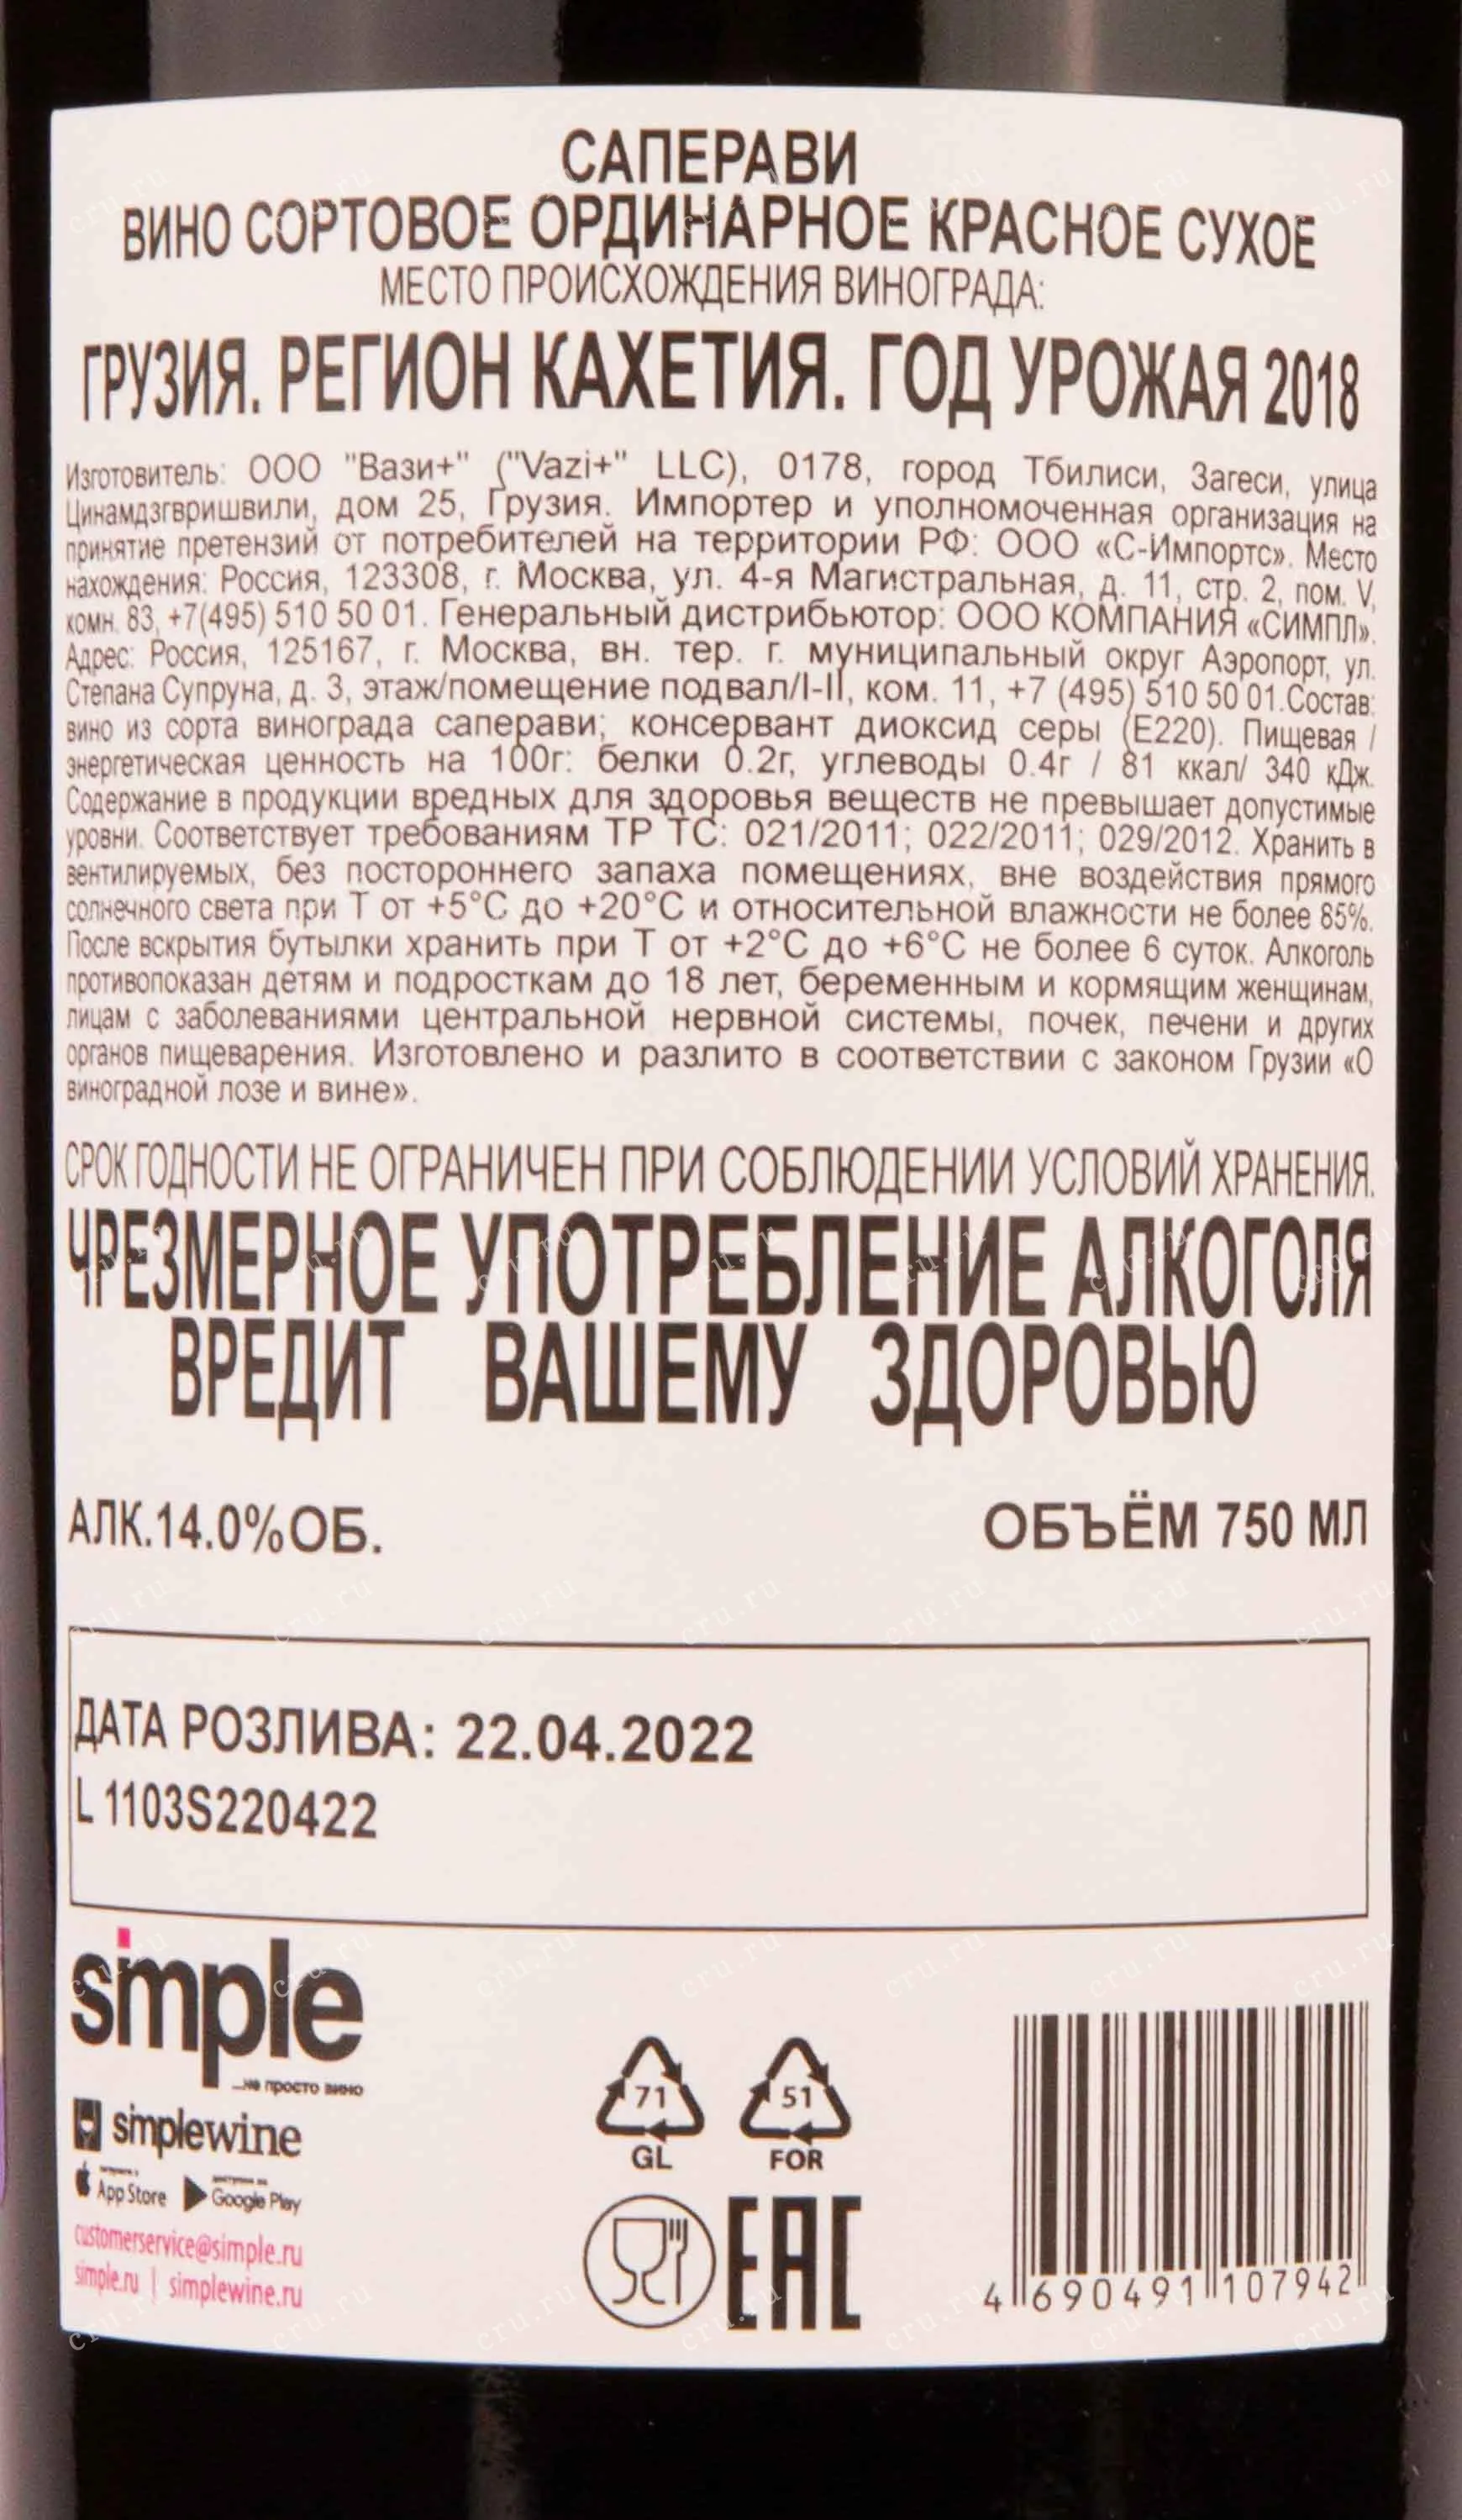 САПЕРАВИ
ВИНО СОРТОВОЕ ОРДИНАРНОЕ КРАСНОЕ СУХОЕ
МЕСТО ПРОИСХОЖДЕНИЯ ВИНОГРАДА:
ГРУЗИЯ. РЕГИОН КАХЕТИЯ. ГОД УРОЖАЯ 2018
Изготовитель: ООО "Вази+" ("Vazi+" LLC), 0178, город Тбилиси, Загеси, улица
Цинамдзгвришвили, дом 25, Грузия. Импортер и уполномоченная организация на
принятие претензий от потребителей на территории РФ: ООО «С-Импортс». Место
нахождения: Россия, 123308, г. Москва, ул. 4-я Магистральная, д. 11, стр. 2, пом. V,
комн. 83, +7(495) 510 50 01. Генеральный дистрибьютор: ООО КОМПАНИЯ «СИМПЛ».
Адрес: Россия, 125167, г. Москва, вн. тер. г. муниципальный округ Аэропорт, ул.
Степана Супруна, д. 3, этаж/помещение подвал/I-II, ком. 11, +7 (495) 510 50 01.Состав:
вино из сорта винограда саперави; консервант диоксид серы (Е220). Пищевая /
энергетическая ценность на 100г: белки 0.2г, углеводы 0.4г / 81 ккал/ 340 кДж.
Содержание в продукции вредных для здоровья веществ не превышает допустимые
уровни. Соответствует требованиям ТР ТС: 021/2011; 022/2011; 029/2012. Хранить в
вентилируемых, без постороннего запаха помещениях, вне воздействия прямого
солнечного света при Т от +5°С до +20°С и относительной влажности не более 85%.
После вскрытия бутылки хранить при Т от +2°С до +6°С не более 6 суток. Алкоголь
противопоказан детям и подросткам до 18 лет, беременным и кормящим женщинам,
лицам с заболеваниями центральной нервной системы, почек, печени и других
органов пищеварения. Изготовлено и разлито в соответствии с законом Грузии «О
виноградной лозе и вине».
СРОК ГОДНОСТИ НЕ ОГРАНИЧЕН ПРИ СОБЛЮДЕНИИ УСЛОВИЙ ХРАНЕНИЯ.
ЧРЕЗМЕРНОЕ УПОТРЕБЛЕНИЕ АЛКОГОЛЯ
ВРЕДИТ ВАШЕМУ ЗДОРОВЬЮ
АЛК.14.0%ОБ.
ОБЪЁМ 750 МЛ
ДАТА РОЗЛИВА: 22.04.2022
L 1103S220422
simple
...не просто вино
simplewine
App Store
Google Play
customerservice@simple.ru
simple.ru | simplewine.ru
71
GL
51
FOR
EAC
4 690491 107942
cru.ru